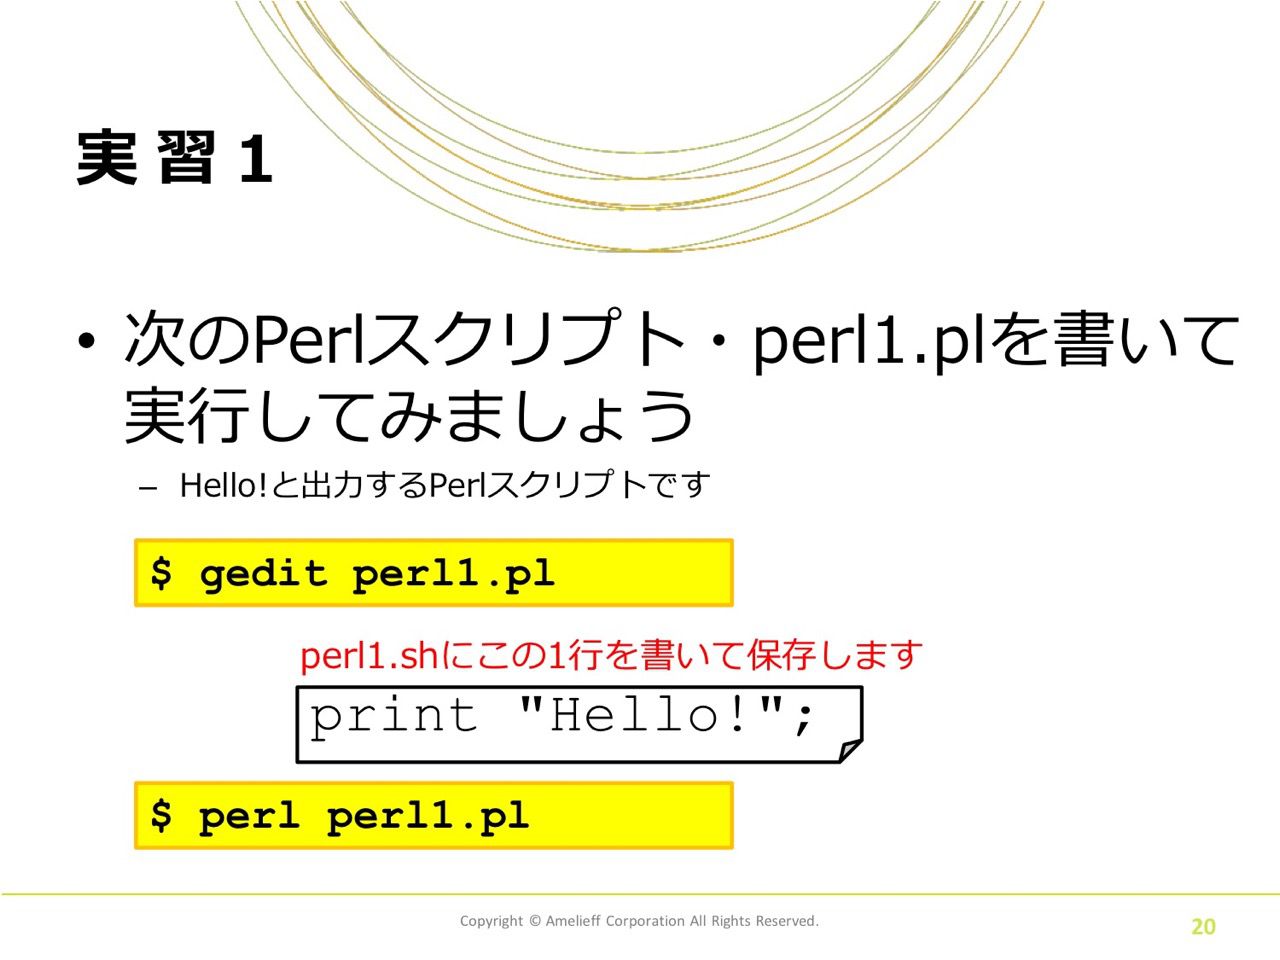 実習1
• 次のPerlスクリプト・perl1.plを書いて
実行してみましょう
– Hello!と出力するPerlスクリプトです
$ gedit perl1.pl
perl1.shにこの1行を書いて保存します
print "Hello!";
$ perl perl1.pl
Copyright © Amelieff Corporation All Rights Reserved.
20